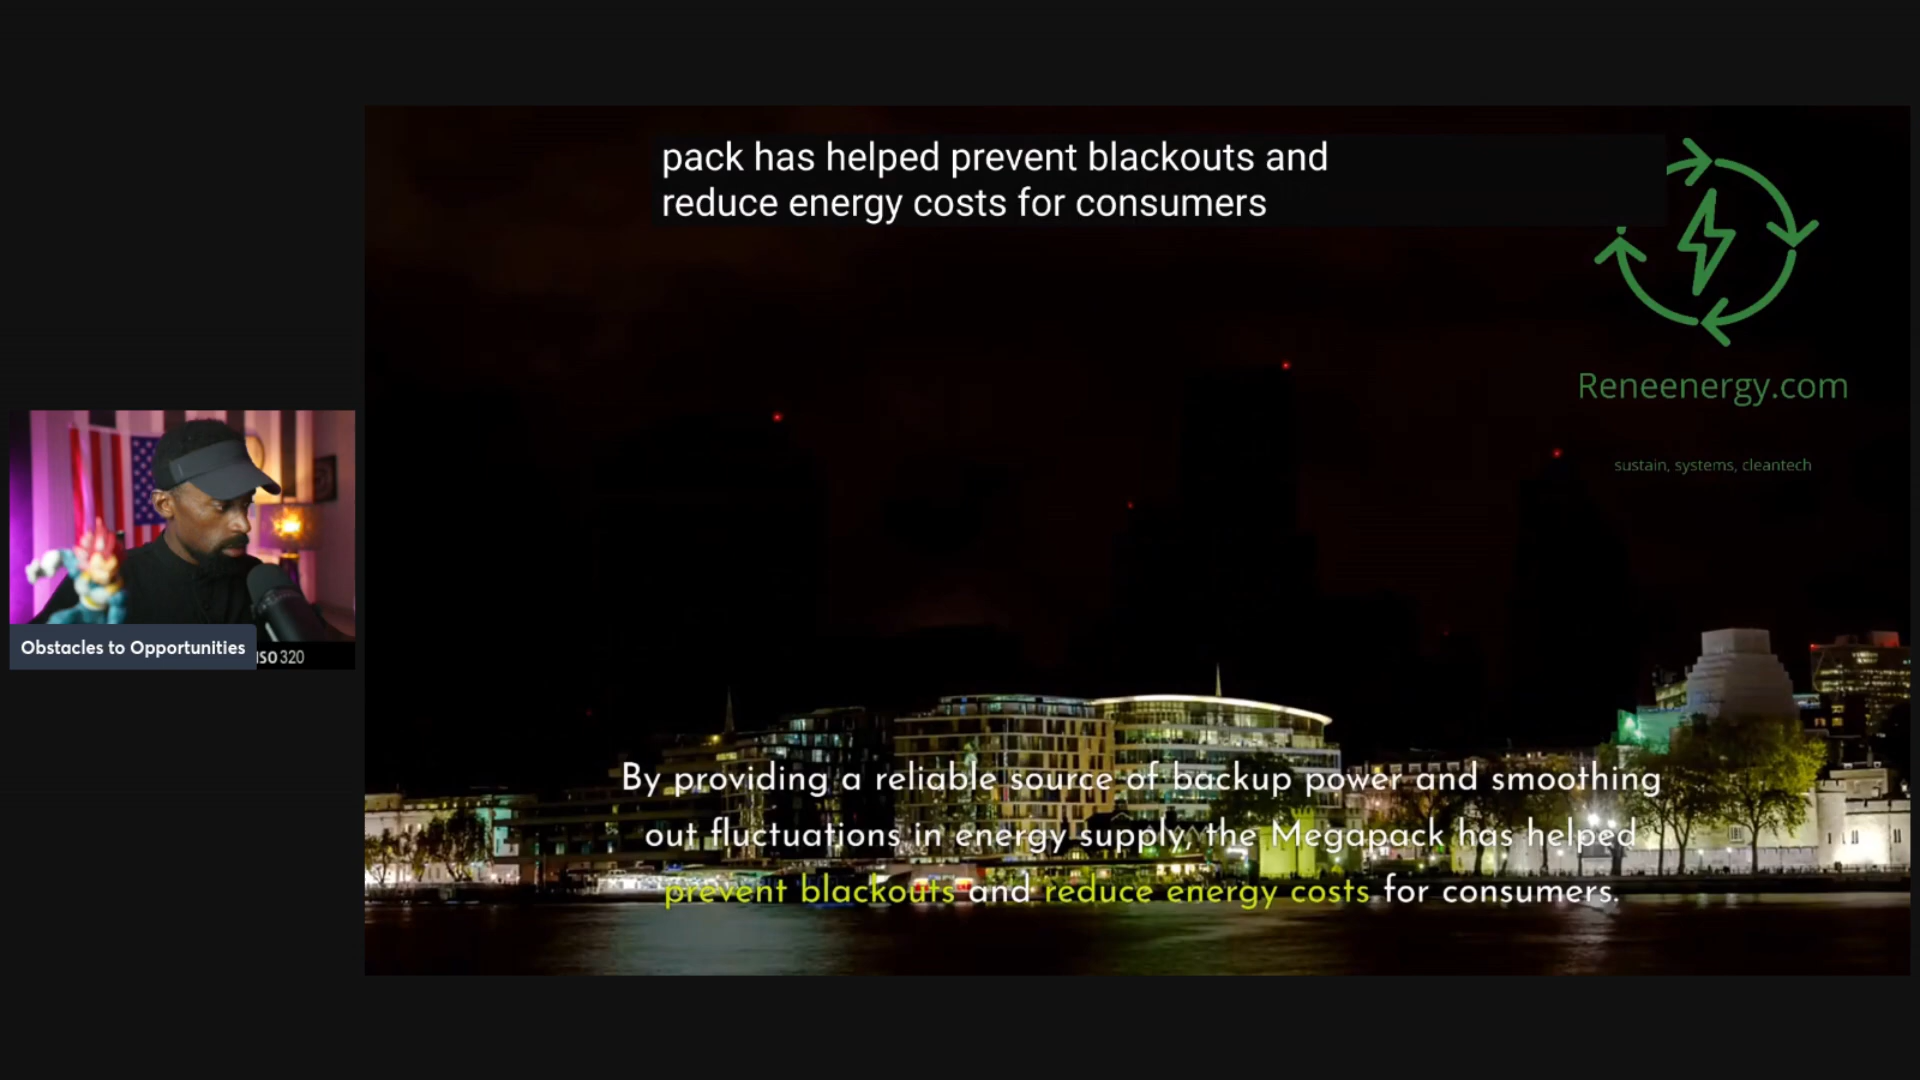 pack has helped prevent blackouts and
reduce energy costs for consumers
Reneenergy.com
sustain, systems, cleantech
Obstacles to Opportunities
ISO 320
By providing a reliable source of backup power and smoothing
out fluctuations in energy supply, the Megapack has helped
prevent blackouts and reduce energy costs for consumers.